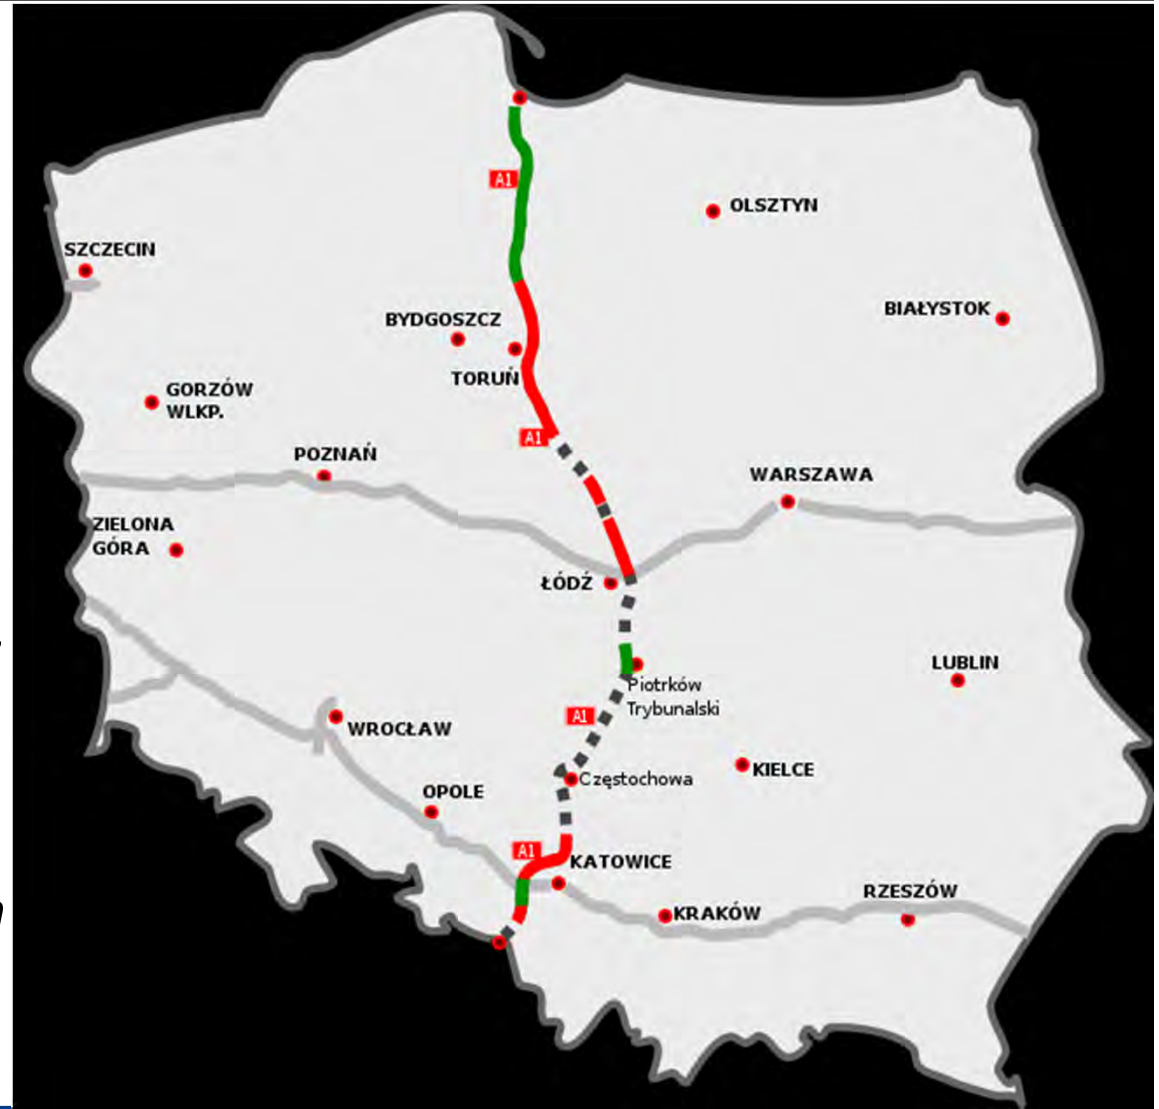 A1
OLSZTYN
SZCZECIN
BIAŁYSTOK
BYDGOSZCZ
TORUŃ
GORZÓW
WLKP.
A1
POZNAŃ
WARSZAWA
ZIELONA
GÓRA
ŁÓDŹ
LUBLIN
Piotrków
Trybunalski
A1
WROCŁAW
KIELCE
Częstochowa
OPOLE
A1
KATOWICE
RZESZÓW
KRAKÓW